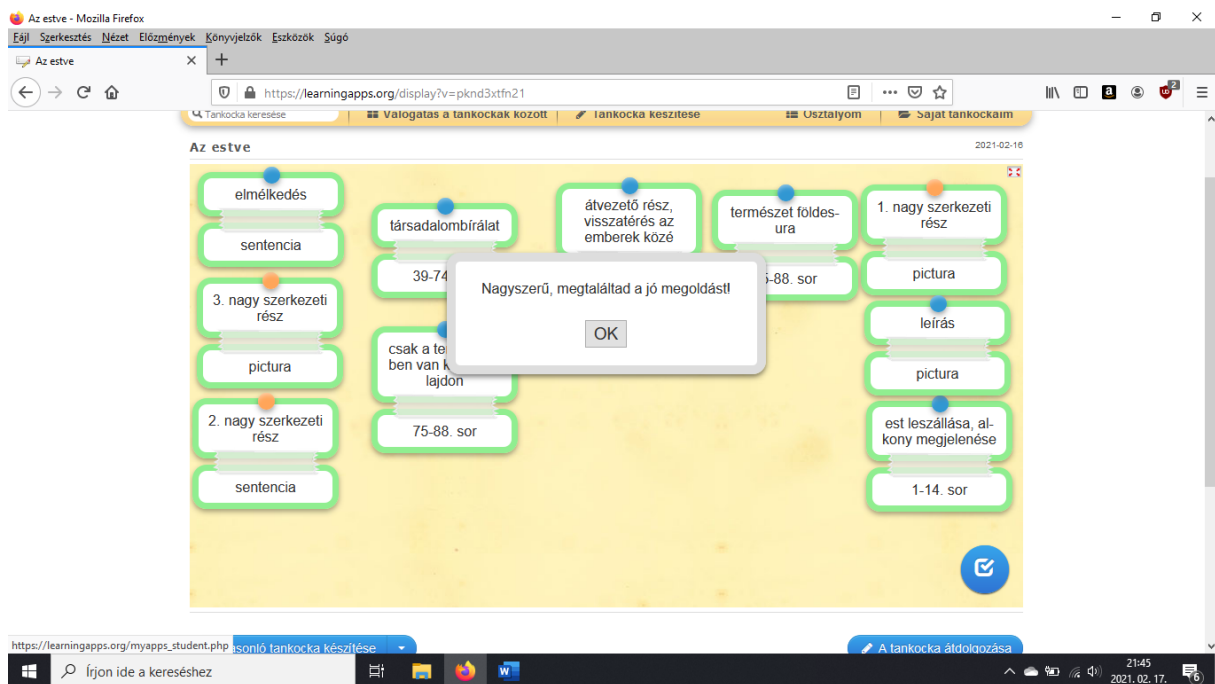 Az estve - Mozilla Firefox
Fájl Szerkesztés Nézet Előzmények Könyvjelzők Eszközök Súgó
Az estve
https://learningapps.org/display?v=pknd3xtfn21
Tankocka keresése
Válogatás a tankockák között
Tankocka készítése
Osztályom
Saját tankockáim
Az estve
2021-02-16
elmélkedés
sentencia
3. nagy szerkezeti
rész
pictura
2. nagy szerkezeti
rész
sentencia
társadalombírálat
39-74
csak a
ben van
lajdon
75-88. sor
átvezető rész,
visszatérés az
emberek közé
természet földes-
ura
-88. sor
1. nagy szerkezeti
rész
pictura
leírás
pictura
est leszállása, al-
kony megjelenése
1-14. sor
Nagyszerű, megtaláltad a jó megoldást!
OK
https://learningapps.org/myapps_student.php
asonló tankocka készítése
A tankocka átdolgozása
Írjon ide a kereséshez
21:45
2021. 02. 17.
6